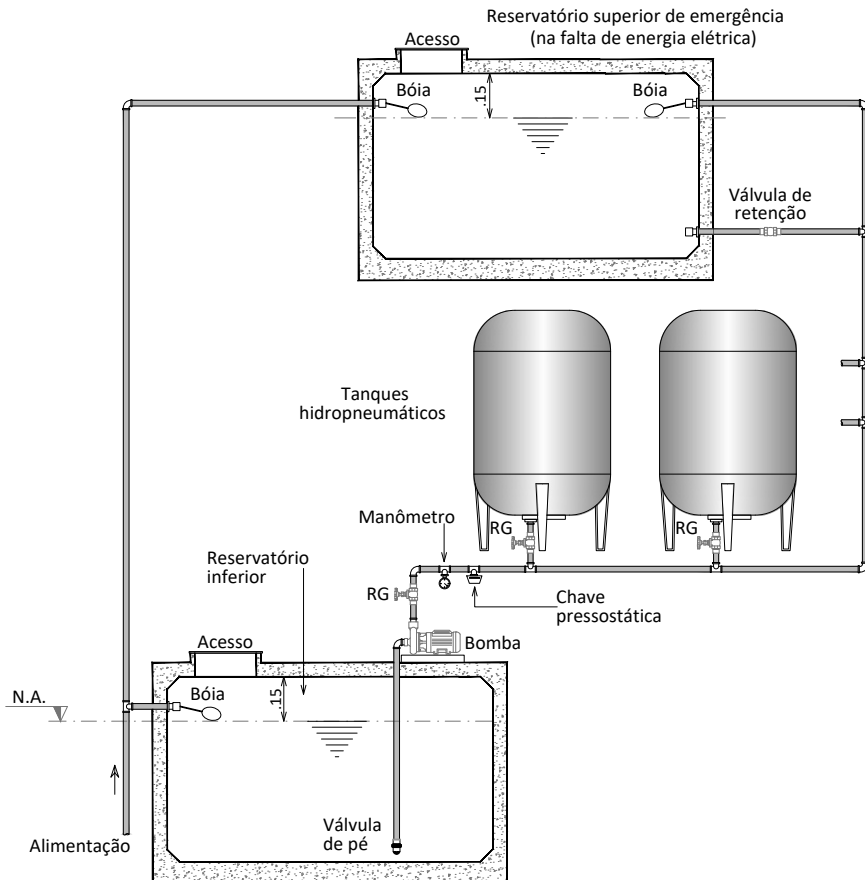 Reservatório superior de emergência
(na falta de energia elétrica)
Acesso
Bóia
.15
Bóia
Válvula de
retenção
Tanques
hidropneumáticos
Manômetro
RG
RG
Reservatório
inferior
RG
Chave
pressostática
Acesso
Bomba
N.A.
Bóia
.15
Válvula
de pé
Alimentação